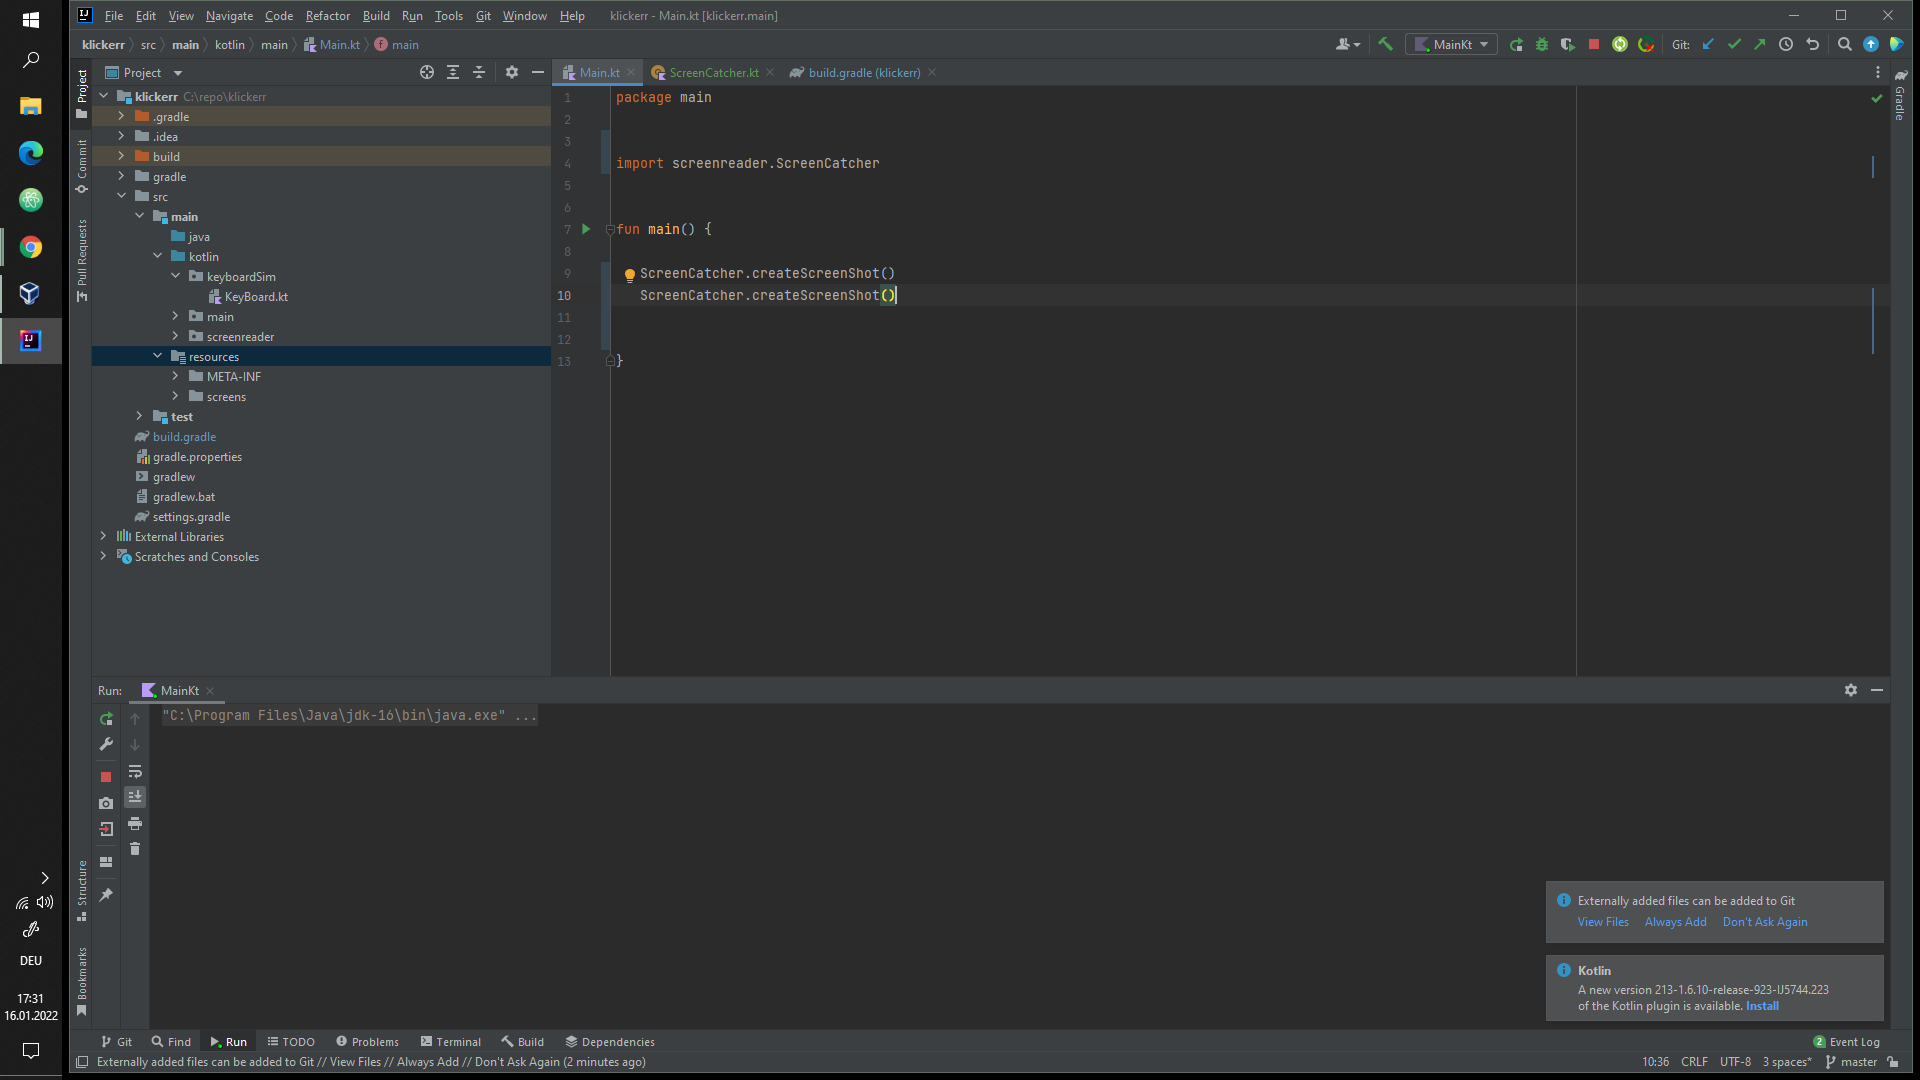 File Edit View Navigate Code Refactor Build Run Tools Git Window Help klickerr - Main.kt [klickerr.main]
klickerr src main kotlin main Main.kt main
MainKt
Git:
Project
Main.kt
ScreenCatcher.kt
build.gradle (klickerr)
Project
Commit
Pull Requests
Structure
Bookmarks
Gradle
klickerr C:\repo\klickerr
.gradle
.idea
build
gradle
src
main
java
kotlin
keyboardSim
KeyBoard.kt
main
screenreader
resources
META-INF
screens
test
build.gradle
gradle.properties
gradlew
gradlew.bat
settings.gradle
External Libraries
Scratches and Consoles
1 package main
2
3
4 import screenreader.ScreenCatcher
5
6
7 fun main() {
8
9 ScreenCatcher.createScreenShot()
10 ScreenCatcher.createScreenShot()
11
12
13 }
Run: MainKt
"C:\Program Files\Java\jdk-16\bin\java.exe" ...
Externally added files can be added to Git
View Files Always Add Don't Ask Again
Kotlin
A new version 213-1.6.10-release-923-IJ5744.223
of the Kotlin plugin is available. Install
Git Find Run TODO Problems Terminal Build Dependencies
2 Event Log
Externally added files can be added to Git // View Files // Always Add // Don't Ask Again (2 minutes ago)
10:36 CRLF UTF-8 3 spaces* master
DEU
17:31
16.01.2022
IJ
IJ